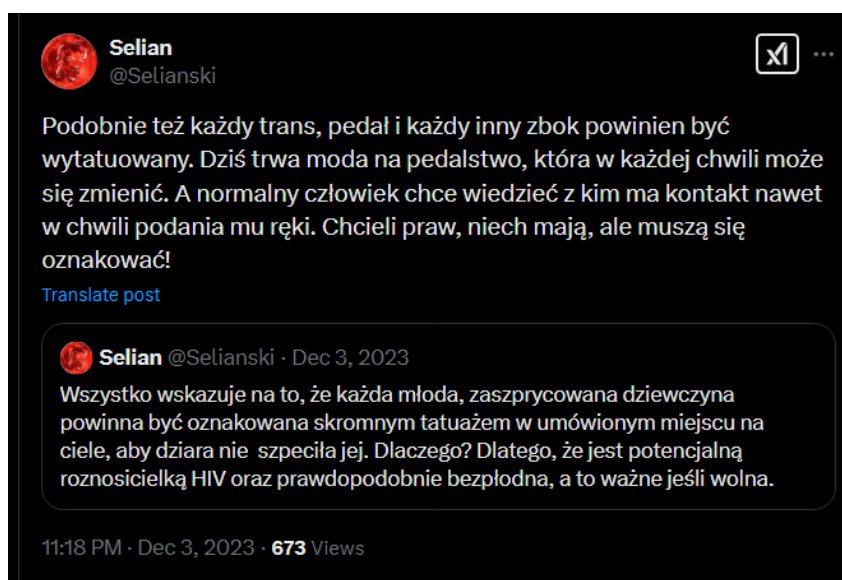 Selian
@Selianski
Podobnie też każdy trans, pedał i każdy inny zbok powinien być
wytatuowany. Dziś trwa moda na pedalstwo, która w każdej chwili może
się zmienić. A normalny człowiek chce wiedzieć z kim ma kontakt nawet
w chwili podania mu ręki. Chcieli praw, niech mają, ale muszą się
oznakować!
Translate post
Selian @Selianski · Dec 3, 2023
Wszystko wskazuje na to, że każda młoda, zaszprycowana dziewczyna
powinna być oznakowana skromnym tatuażem w umówionym miejscu na
ciele, aby dziara nie szpeciła jej. Dlaczego? Dlatego, że jest potencjalną
roznosicielką HIV oraz prawdopodobnie bezpłodna, a to ważne jeśli wolna.
11:18 PM · Dec 3, 2023 · 673 Views